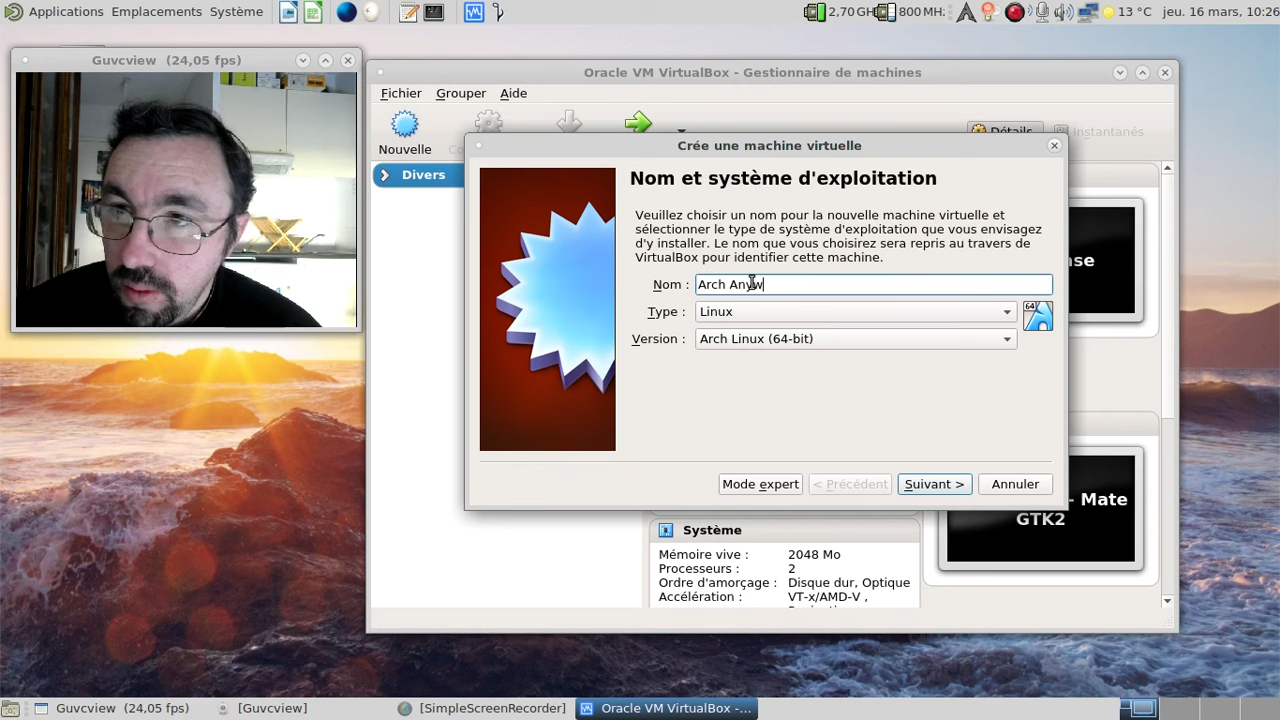 Applications Emplacements Système
2,70 GH 800 MH: 13 °C jeu. 16 mars, 10:26
Guvcview (24,05 fps)
Oracle VM VirtualBox - Gestionnaire de machines
Fichier Grouper Aide
Nouvelle
Détails Instantanés
Divers
Crée une machine virtuelle
Nom et système d'exploitation
Veuillez choisir un nom pour la nouvelle machine virtuelle et
sélectionner le type de système d'exploitation que vous envisagez
d'y installer. Le nom que vous choisirez sera repris au travers de
VirtualBox pour identifier cette machine.
Nom : Arch Anyw
Type : Linux
64
Version : Arch Linux (64-bit)
Mode expert < Précédent Suivant > Annuler
- Mate
GTK2
Système
Mémoire vive : 2048 Mo
Processeurs : 2
Ordre d'amorçage : Disque dur, Optique
Accélération : VT-x/AMD-V ,
Guvcview (24,05 fps) [Guvcview] [SimpleScreenRecorder] Oracle VM VirtualBox -...